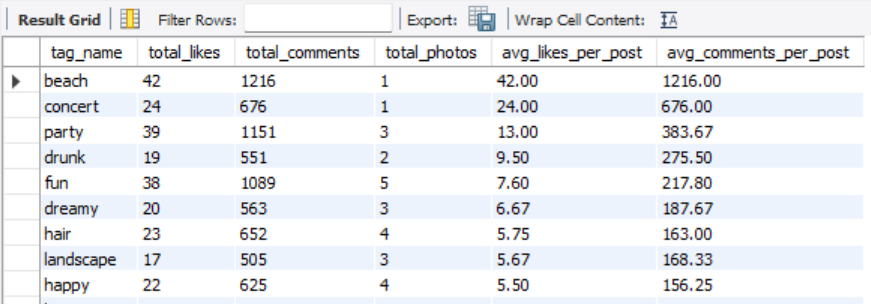 Result Grid Filter Rows: Export: Wrap Cell Content: IA
tag_name total_likes total_comments total_photos avg_likes_per_post avg_comments_per_post
beach 42 1216 1 42.00 1216.00
concert 24 676 1 24.00 676.00
party 39 1151 3 13.00 383.67
drunk 19 551 2 9.50 275.50
fun 38 1089 5 7.60 217.80
dreamy 20 563 3 6.67 187.67
hair 23 652 4 5.75 163.00
landscape 17 505 3 5.67 168.33
happy 22 625 4 5.50 156.25